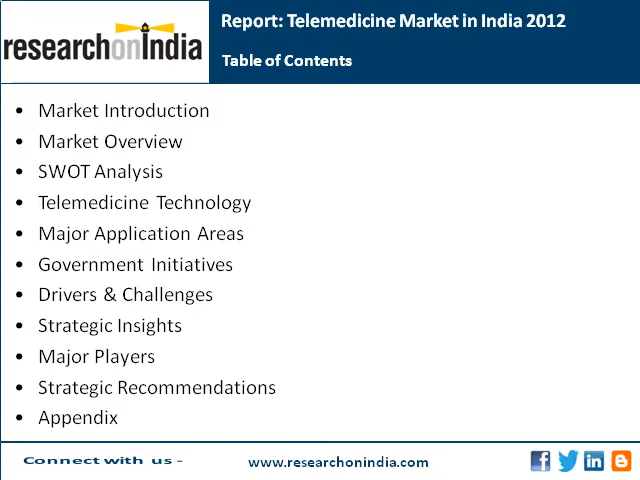 researchonIndia
Report: Telemedicine Market in India 2012
Table of Contents
• Market Introduction
• Market Overview
• SWOT Analysis
• Telemedicine Technology
• Major Application Areas
• Government Initiatives
• Drivers & Challenges
• Strategic Insights
• Major Players
• Strategic Recommendations
• Appendix
Connect with us -
www.researchonindia.com